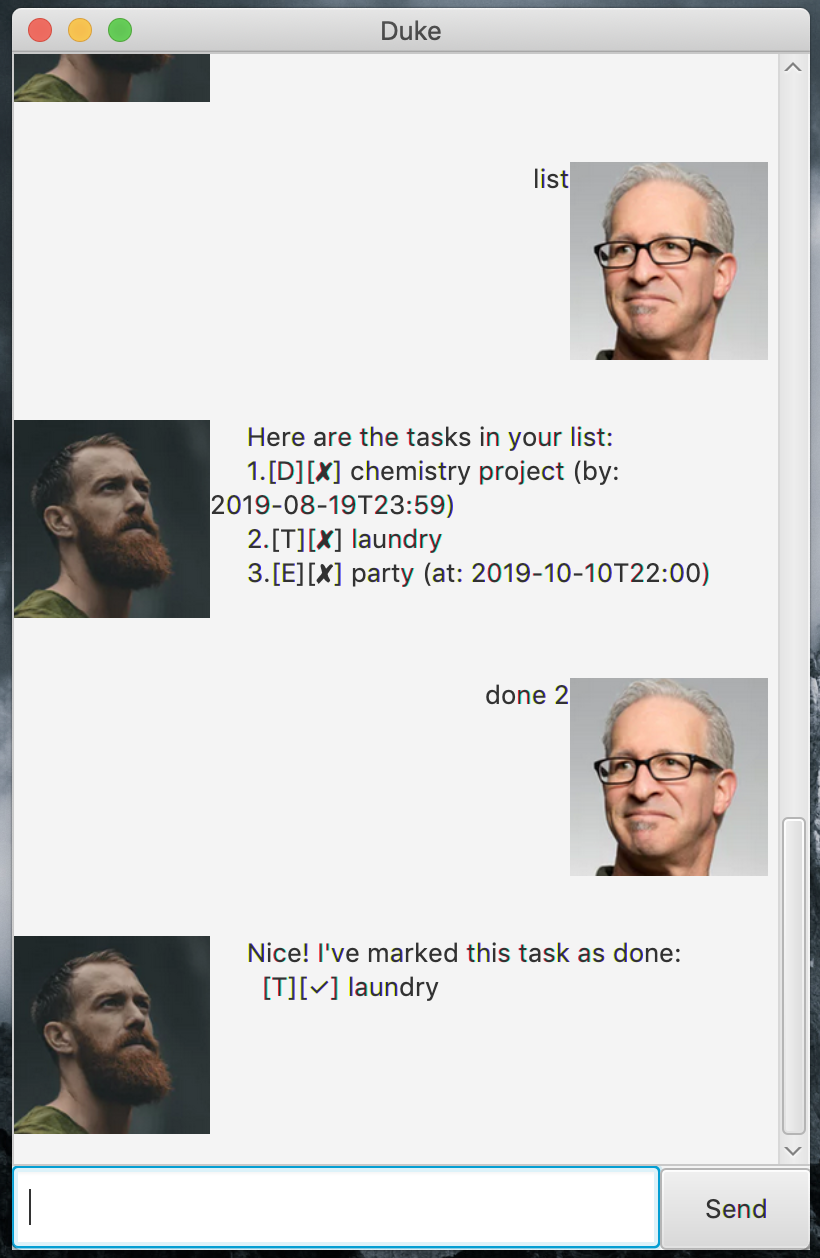 Duke
list
Here are the tasks in your list:
1.[D][✘] chemistry project (by:
2019-08-19T23:59)
2.[T][✘] laundry
3.[E][✘] party (at: 2019-10-10T22:00)
done 2
Nice! I've marked this task as done:
[T][✓] laundry
Send